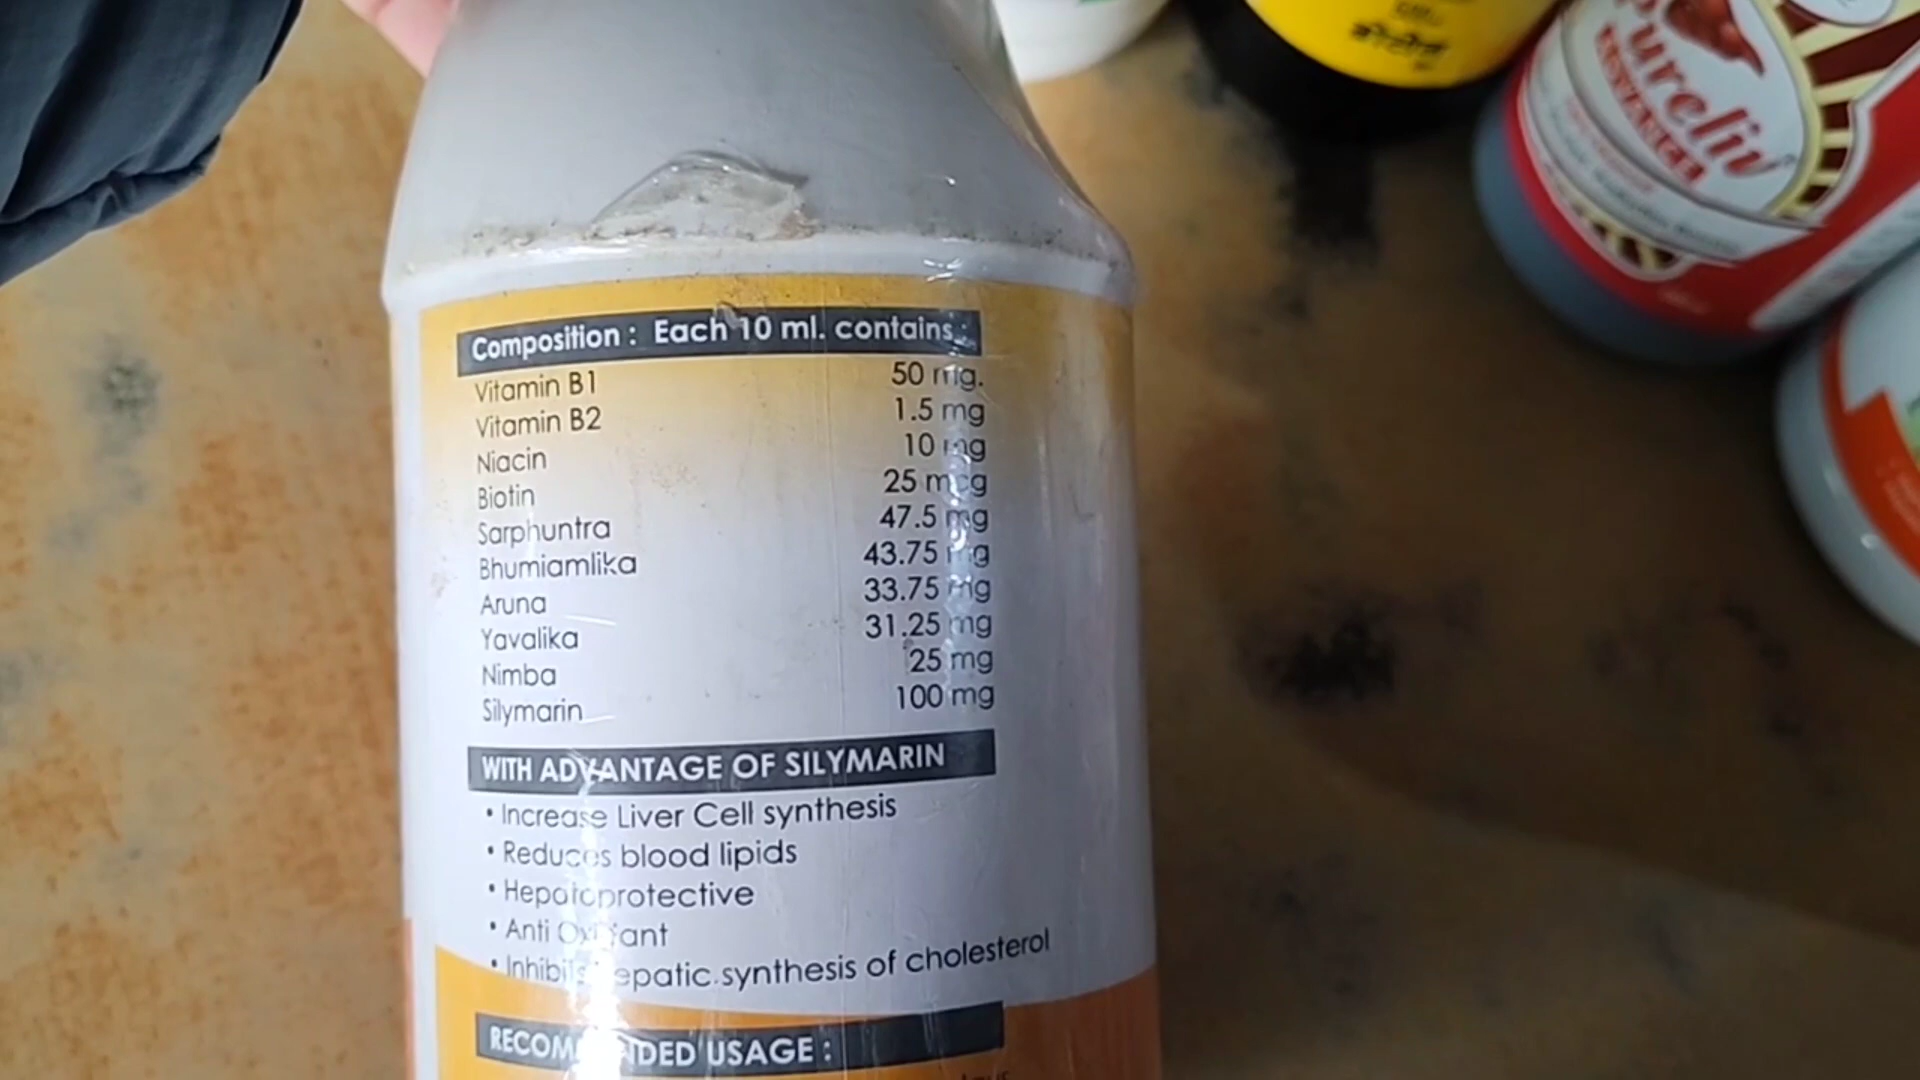 Composition : Each 10 ml. contains :
Vitamin B1 50 mg.
Vitamin B2 1.5 mg
Niacin 10 mg
Biotin 25 mcg
Sarphuntra 47.5 mg
Bhumiamlika 43.75 mg
Aruna 33.75 mg
Yavalika 31.25 mg
Nimba 25 mg
Silymarin 100 mg
WITH ADVANTAGE OF SILYMARIN
• Increase Liver Cell synthesis
• Reduces blood lipids
• Hepatoprotective
• Anti Oxidant
• Inhibits hepatic synthesis of cholesterol
RECOMENDED USAGE :
Pureliv
ADVANCE